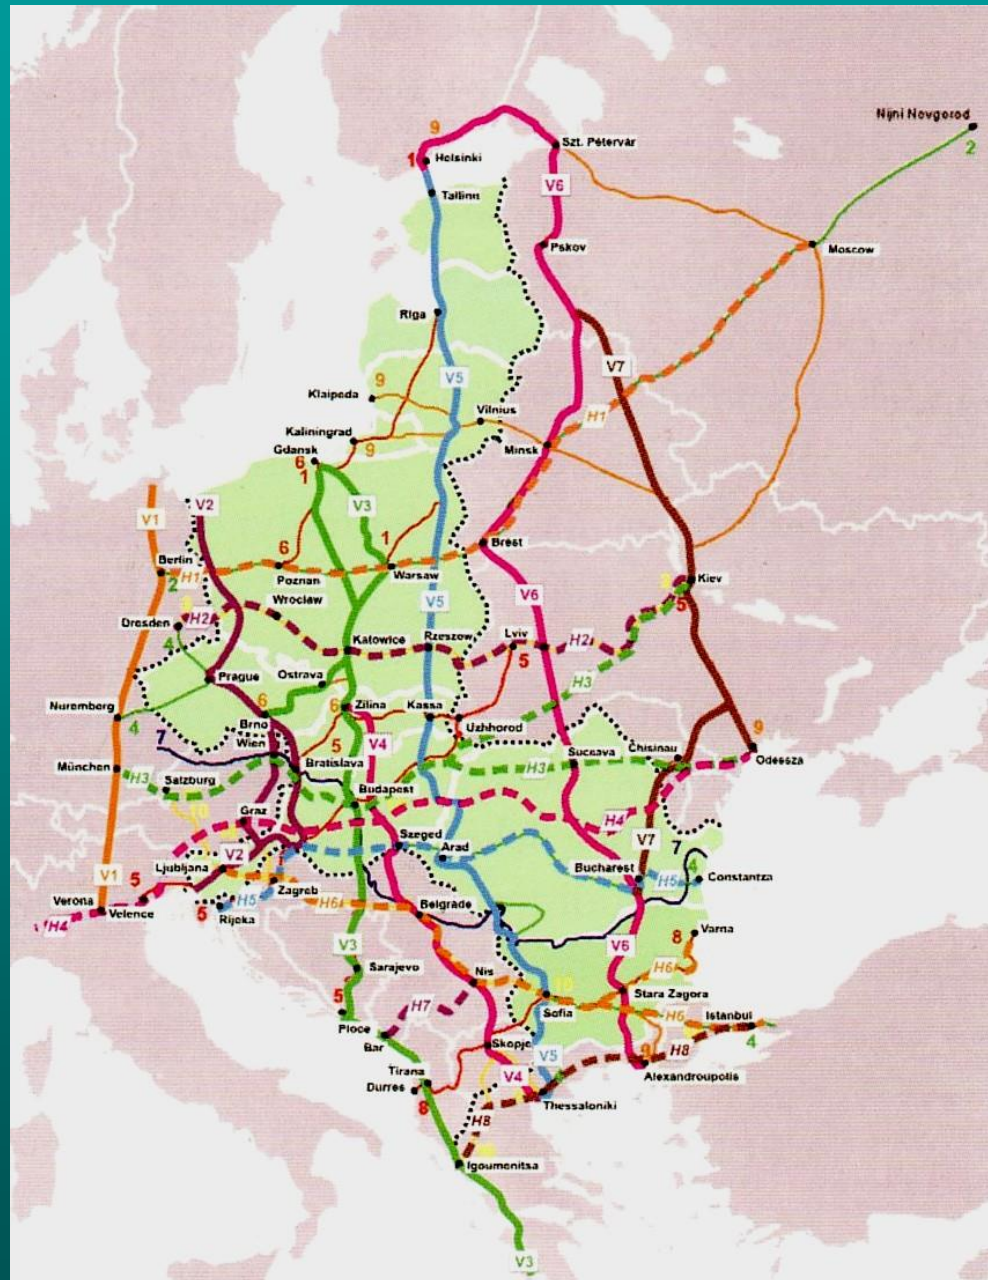 Nijni Novgorod
2
9
Szt. Pétervár
1
Helsinki
V6
Tallinn
Moscow
Pskov
Riga
V7
V5
9
Klaipeda
H1
Vilnius
Kaliningrad
9
Minsk
Gdansk
6
1
V2
V3
V1
1
6
Brest
Berlin
2
H1
Poznan
Warsaw
Kiev
5
Wroclaw
V5
V6
H2
Dresden
4
Katowice
Rzeszow
Lviv
H2
5
Prague
Ostrava
H3
Nuremberg
6
6
Zilina
Kassa
4
Brno
Uzhhorod
9
7
Wien
5
V4
Suceava
Chisinau
Odessza
München
H3
Bratislava
H3
Salzburg
Budapest
10
Graz
H4
Szeged
V7
7
V2
Arad
Ljubljana
Bucharest
H5
4
Constantza
V1
5
Zagreb
Verona
Velence
H5
H6
Belgrade
H4
5
Rijeka
V3
V6
8
Varna
Sarajevo
Nis
H6
10
5
H7
Stara Zagora
Sofia
H6
Istanbul
Ploce
Bar
4
Skopje
V5
9
H8
Tirana
V4
Alexandroupolis
Durres
8
Thessaloniki
H8
Igoumenitsa
V3